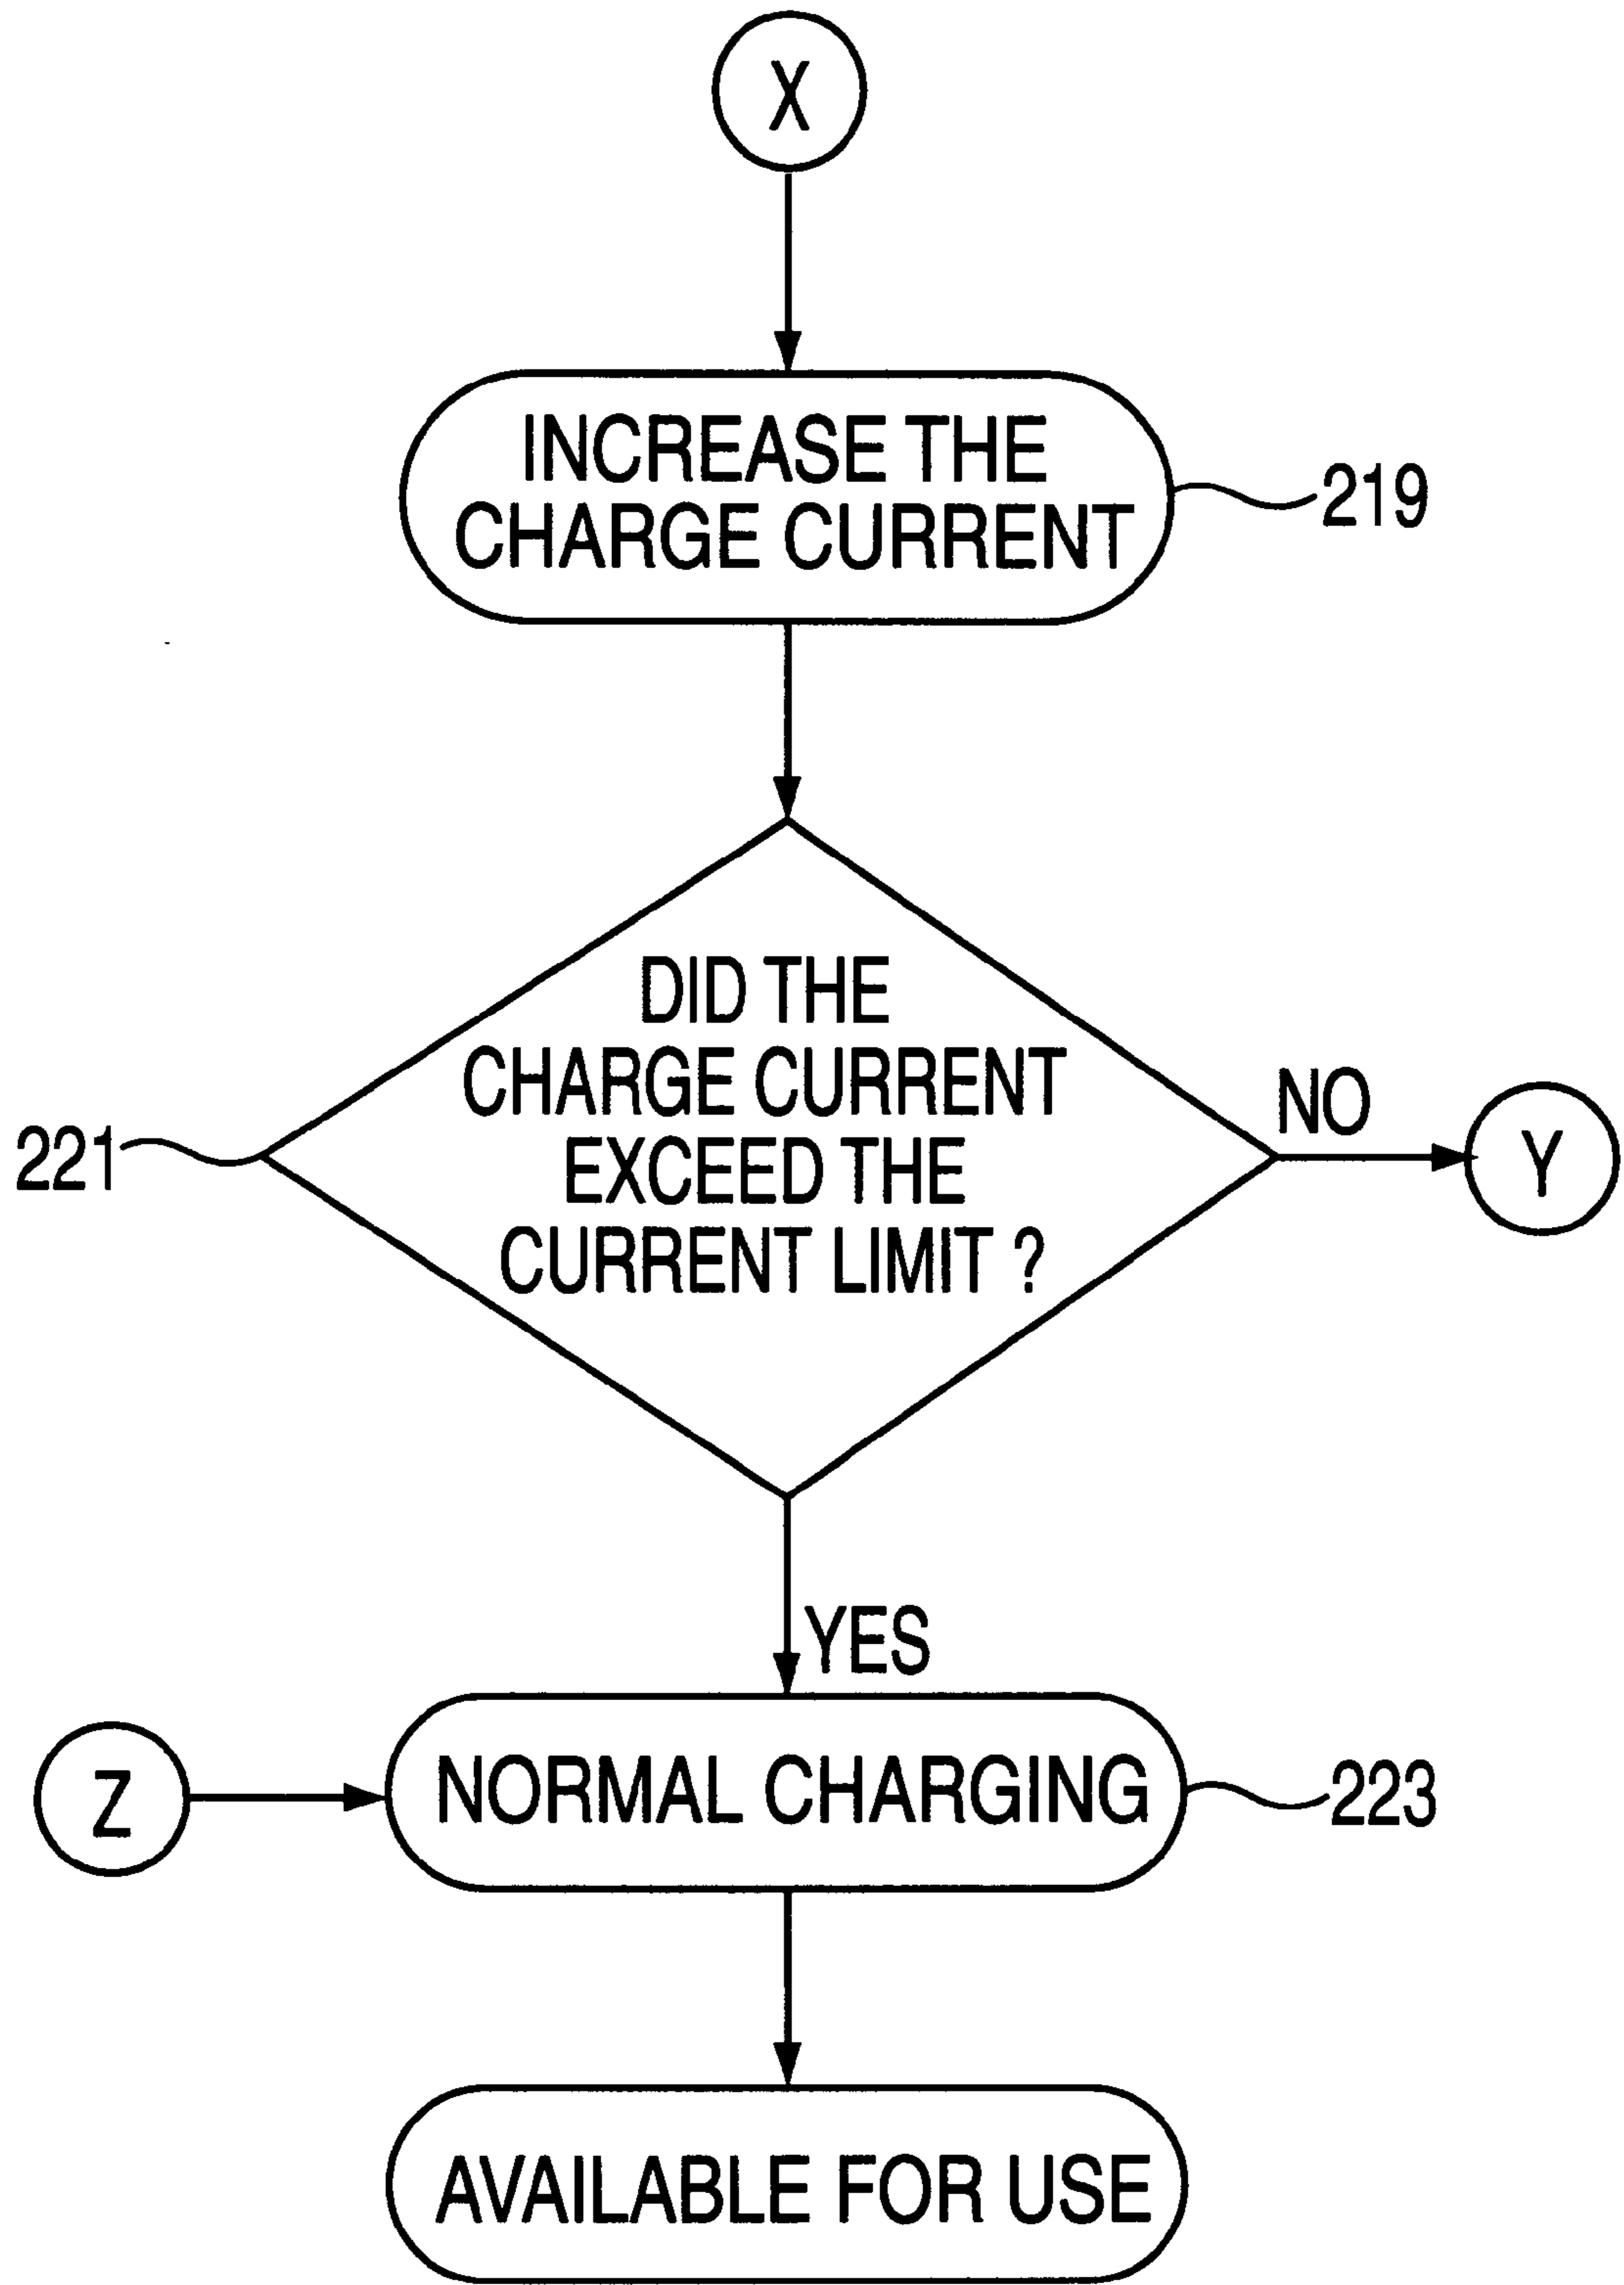 X
INCREASE THE
CHARGE CURRENT
219
DID THE
CHARGE CURRENT
EXCEED THE
CURRENT LIMIT ?
221
NO
Y
YES
Z
NORMAL CHARGING
223
AVAILABLE FOR USE